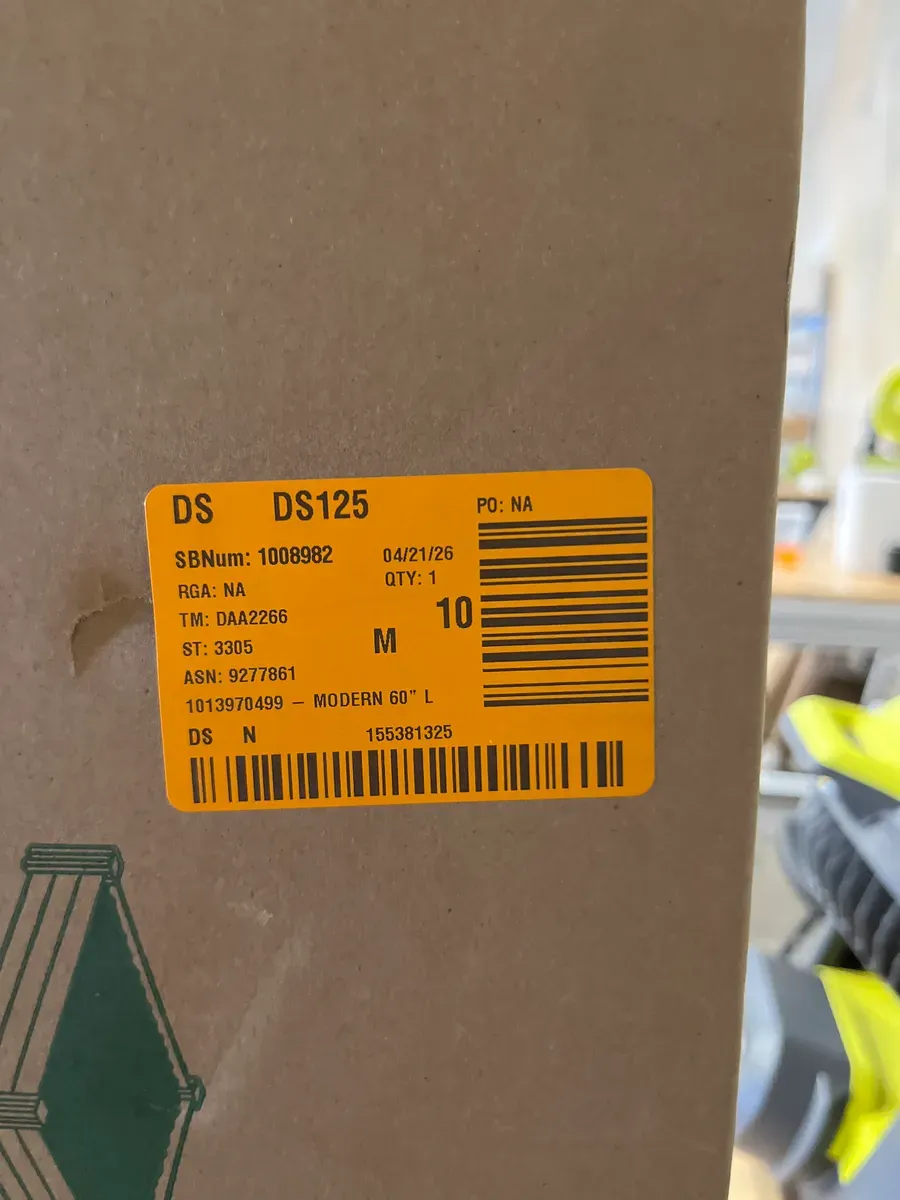 DS DS125 PO: NA
SBNum: 1008982 04/21/26
RGA: NA QTY: 1
TM: DAA2266 10
ST: 3305 M
ASN: 9277861
1013970499 – MODERN 60” L
DS N 155381325